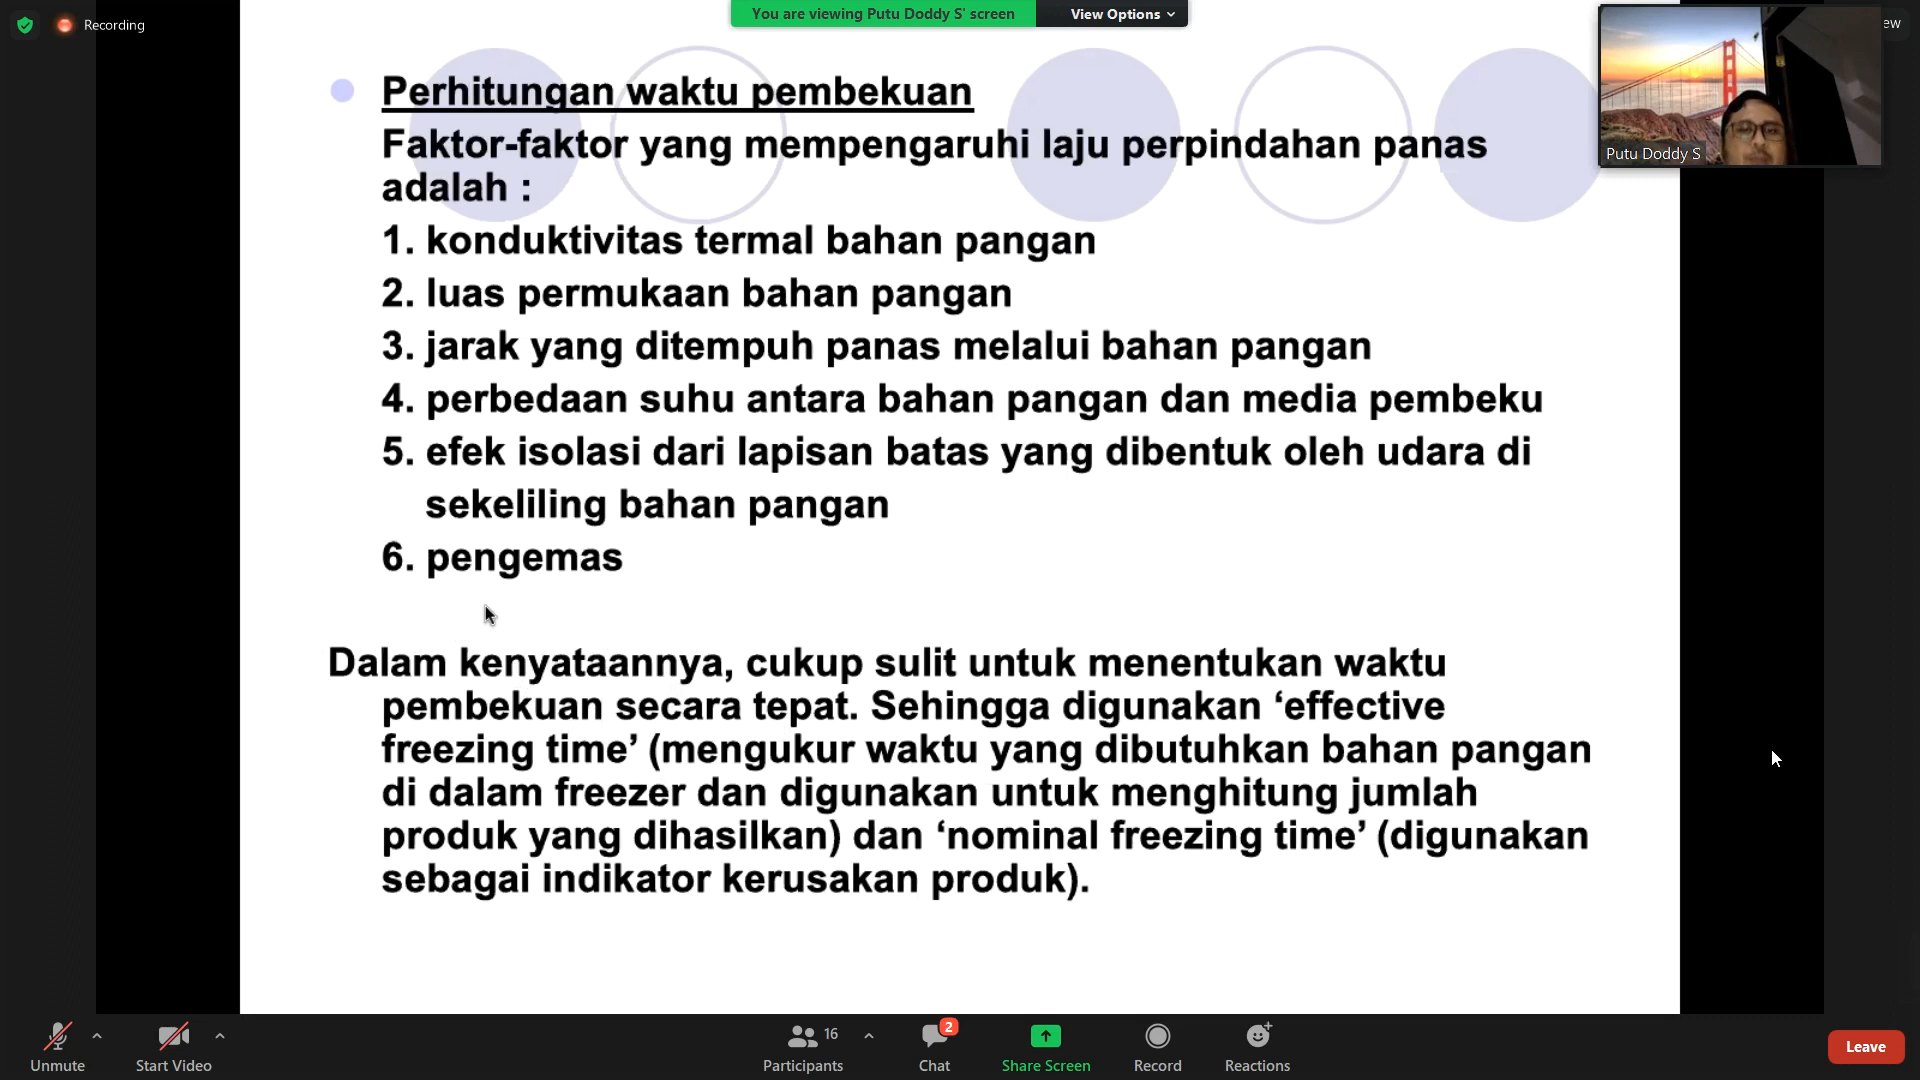 Recording
You are viewing Putu Doddy S' screen
View Options
ew
Putu Doddy S
Perhitungan waktu pembekuan
Faktor-faktor yang mempengaruhi laju perpindahan panas
adalah :
1. konduktivitas termal bahan pangan
2. luas permukaan bahan pangan
3. jarak yang ditempuh panas melalui bahan pangan
4. perbedaan suhu antara bahan pangan dan media pembeku
5. efek isolasi dari lapisan batas yang dibentuk oleh udara di
sekeliling bahan pangan
6. pengemas
Dalam kenyataannya, cukup sulit untuk menentukan waktu
pembekuan secara tepat. Sehingga digunakan ‘effective
freezing time’ (mengukur waktu yang dibutuhkan bahan pangan
di dalam freezer dan digunakan untuk menghitung jumlah
produk yang dihasilkan) dan ‘nominal freezing time’ (digunakan
sebagai indikator kerusakan produk).
Unmute
Start Video
16
Participants
2
Chat
Share Screen
Record
Reactions
Leave